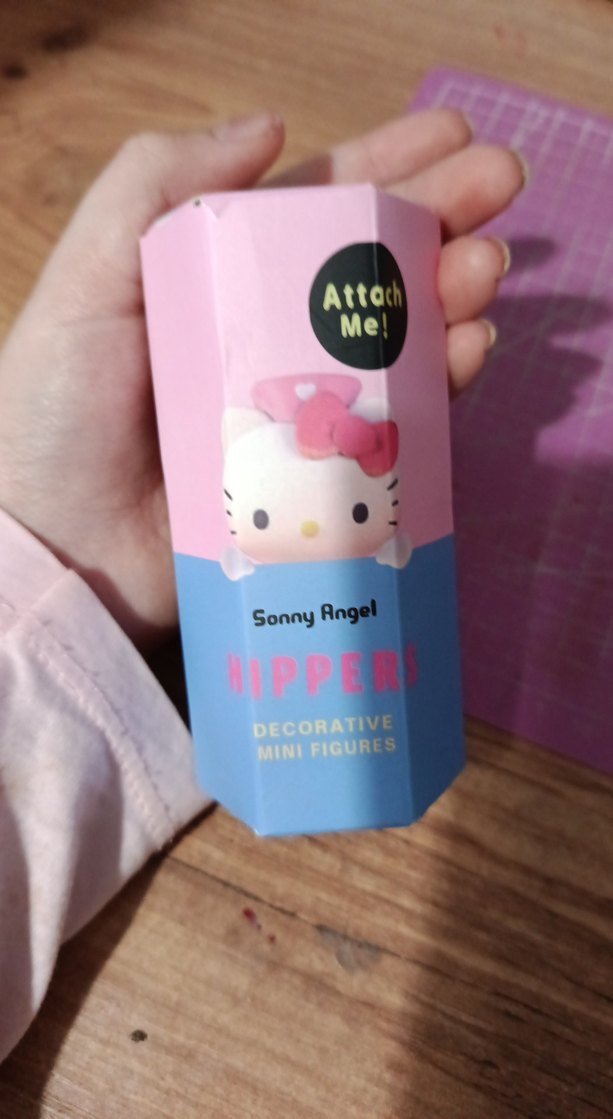 Attach
Me!
Sonny Angel
HIPPERS
DECORATIVE
MINI FIGURES